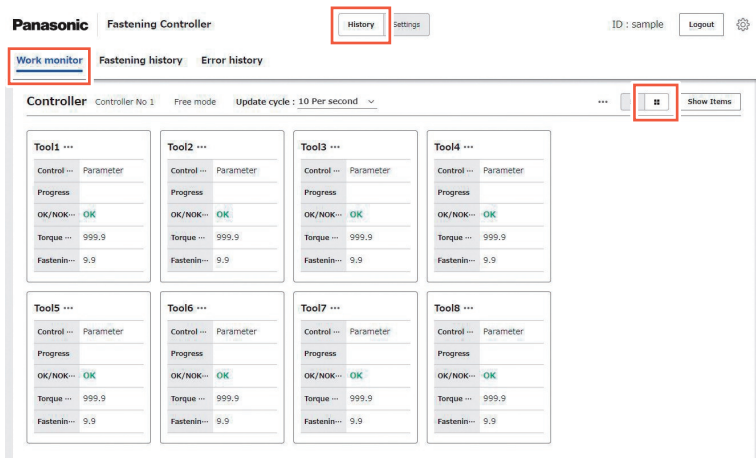 Panasonic Fastening Controller History Settings ID : sample Logout
Work monitor Fastening history Error history
Controller Controller No 1 Free mode Update cycle : 10 Per second ··· Show Items
Tool1 ··· Tool2 ··· Tool3 ··· Tool4 ···
Control ··· Parameter Control ··· Parameter Control ··· Parameter Control ··· Parameter
Progress Progress Progress Progress
OK/NOK··· OK OK/NOK··· OK OK/NOK··· OK OK/NOK··· OK
Torque ··· 999.9 Torque ··· 999.9 Torque ··· 999.9 Torque ··· 999.9
Fastenin··· 9.9 Fastenin··· 9.9 Fastenin··· 9.9 Fastenin··· 9.9
Tool5 ··· Tool6 ··· Tool7 ··· Tool8 ···
Control ··· Parameter Control ··· Parameter Control ··· Parameter Control ··· Parameter
Progress Progress Progress Progress
OK/NOK··· OK OK/NOK··· OK OK/NOK··· OK OK/NOK··· OK
Torque ··· 999.9 Torque ··· 999.9 Torque ··· 999.9 Torque ··· 999.9
Fastenin··· 9.9 Fastenin··· 9.9 Fastenin··· 9.9 Fastenin··· 9.9